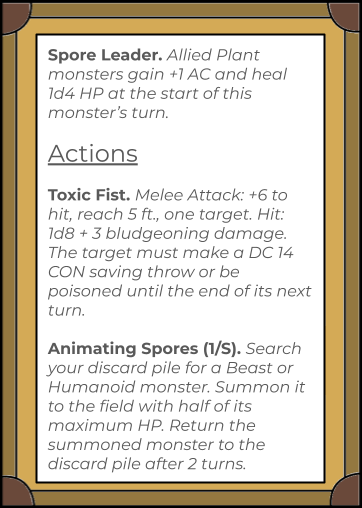 Spore Leader. Allied Plant
monsters gain +1 AC and heal
1d4 HP at the start of this
monster's turn.
Actions
Toxic Fist. Melee Attack: +6 to
hit, reach 5 ft., one target. Hit:
1d8 + 3 bludgeoning damage.
The target must make a DC 14
CON saving throw or be
poisoned until the end of its next
turn.
Animating Spores (1/S). Search
your discard pile for a Beast or
Humanoid monster. Summon it
to the field with half of its
maximum HP. Return the
summoned monster to the
discard pile after 2 turns.